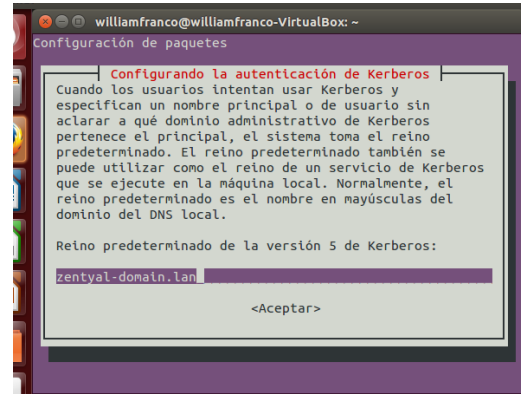 williamfranco@williamfranco-VirtualBox: ~
Configuración de paquetes
Configurando la autenticación de Kerberos
Cuando los usuarios intentan usar Kerberos y
especifican un nombre principal o de usuario sin
aclarar a qué dominio administrativo de Kerberos
pertenece el principal, el sistema toma el reino
predeterminado. El reino predeterminado también se
puede utilizar como el reino de un servicio de Kerberos
que se ejecute en la máquina local. Normalmente, el
reino predeterminado es el nombre en mayúsculas del
dominio del DNS local.
Reino predeterminado de la versión 5 de Kerberos:
zentyal-domain.lan
<Aceptar>